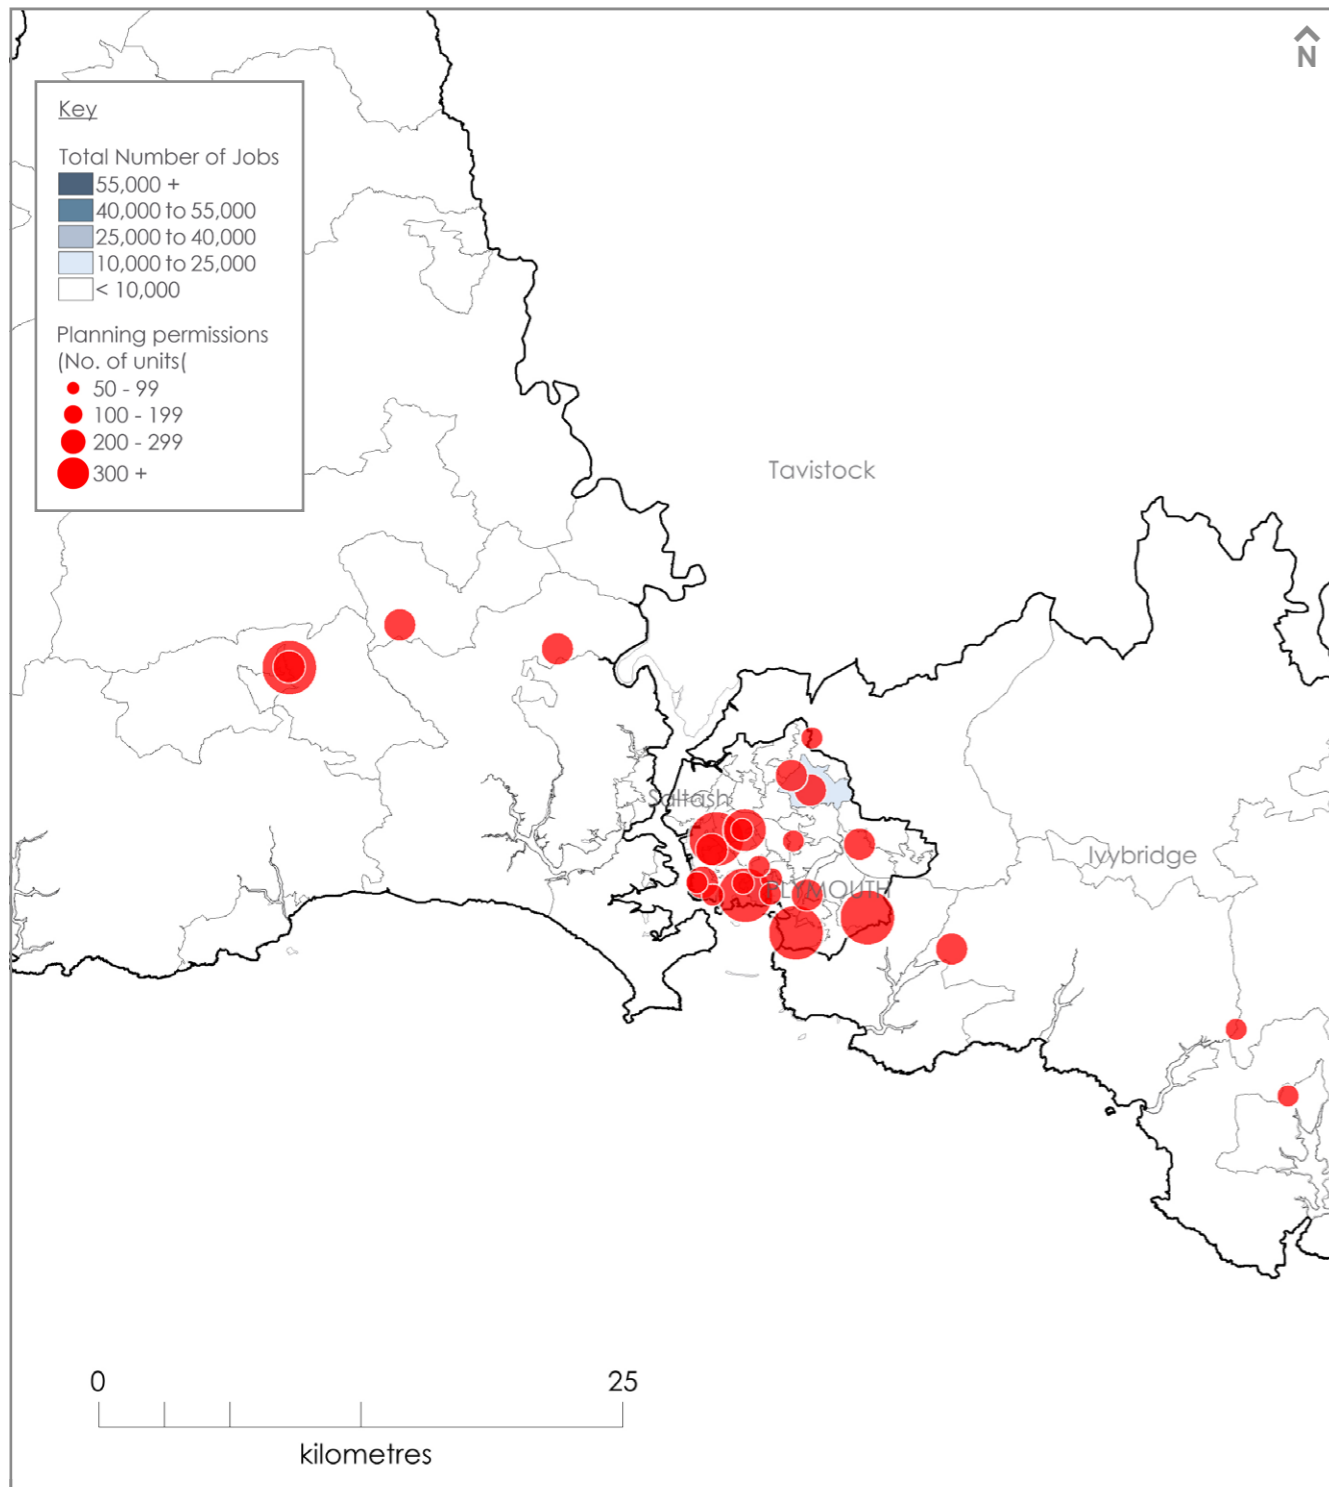 N
Key
Total Number of Jobs
55,000 +
40,000 to 55,000
25,000 to 40,000
10,000 to 25,000
< 10,000
Planning permissions
(No. of units(
50 - 99
100 - 199
200 - 299
300 +
Tavistock
Saltash
Ivybridge
PLYMOUTH
0 25
kilometres